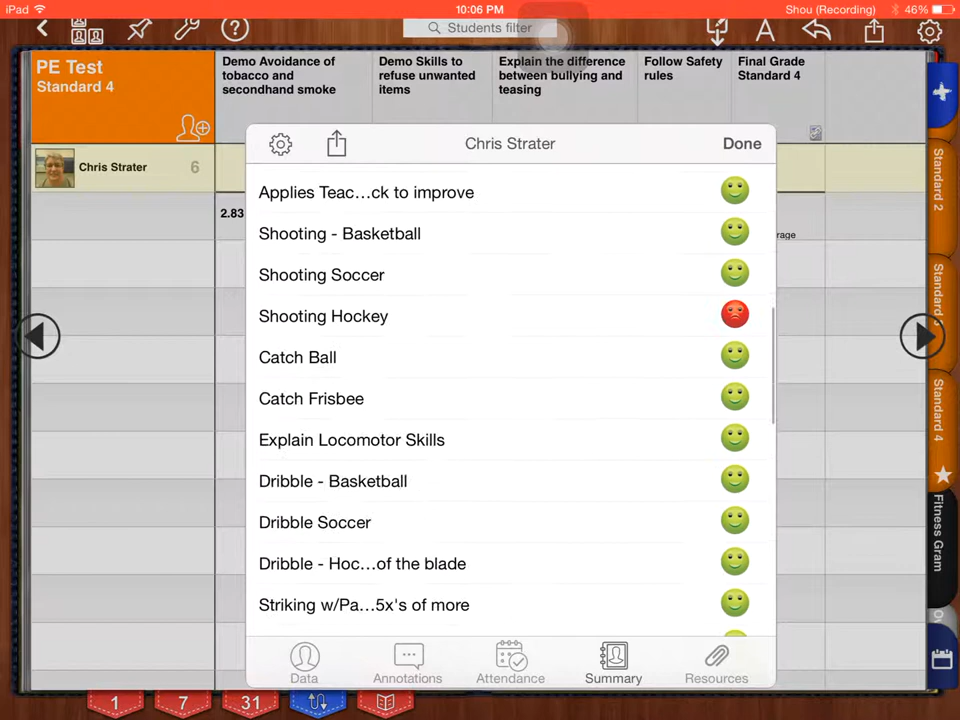 iPad 10:06 PM Shou (Recording) 46%
Students filter
PE Test
Standard 4
Demo Avoidance of
tobacco and
secondhand smoke
Demo Skills to
refuse unwanted
items
Explain the difference
between bullying and
teasing
Follow Safety
rules
Final Grade
Standard 4
Chris Strater 6
2.83
rage
Chris Strater
Done
Applies Teac...ck to improve
Shooting - Basketball
Shooting Soccer
Shooting Hockey
Catch Ball
Catch Frisbee
Explain Locomotor Skills
Dribble - Basketball
Dribble Soccer
Dribble - Hoc...of the blade
Striking w/Pa...5x's of more
Data
Annotations
Attendance
Summary
Resources
Standard 2
Standard 4
Fitness Gram
1
7
31